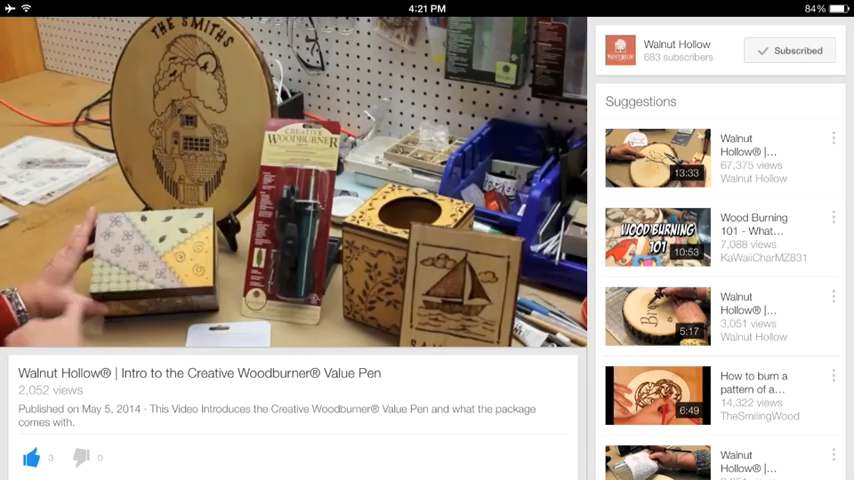 4:21 PM
84%
THE SMITHS
CREATIVE
WOODBURNER
Walnut Hollow
683 subscribers
Subscribed
Suggestions
13:33
Walnut
Hollow® |...
67,375 views
Walnut Hollow
WOOD BURNING
101
10:53
Wood Burning
101 - What...
7,088 views
KaWaiiCharMZ831
5:17
Walnut
Hollow® |...
3,051 views
Walnut Hollow
6:49
How to burn a
pattern of a...
14,322 views
TheSmilingWood
Walnut
Hollow® |...
Walnut Hollow® | Intro to the Creative Woodburner® Value Pen
2,052 views
Published on May 5, 2014 · This Video Introduces the Creative Woodburner® Value Pen and what the package
comes with.
3
0